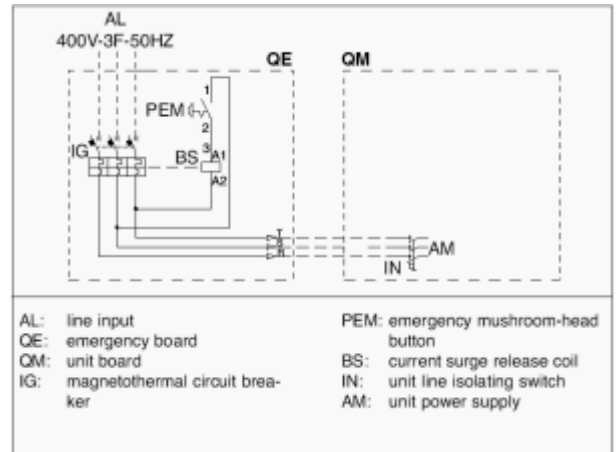 AL
400V-3F-50HZ
QE
QM
1
PEM
2
IG
3
BS
A1
A2
T
S
R
AM
IN
AL: line input
QE: emergency board
QM: unit board
IG: magnetothermal circuit brea-
ker
PEM: emergency mushroom-head
button
BS: current surge release coil
IN: unit line isolating switch
AM: unit power supply